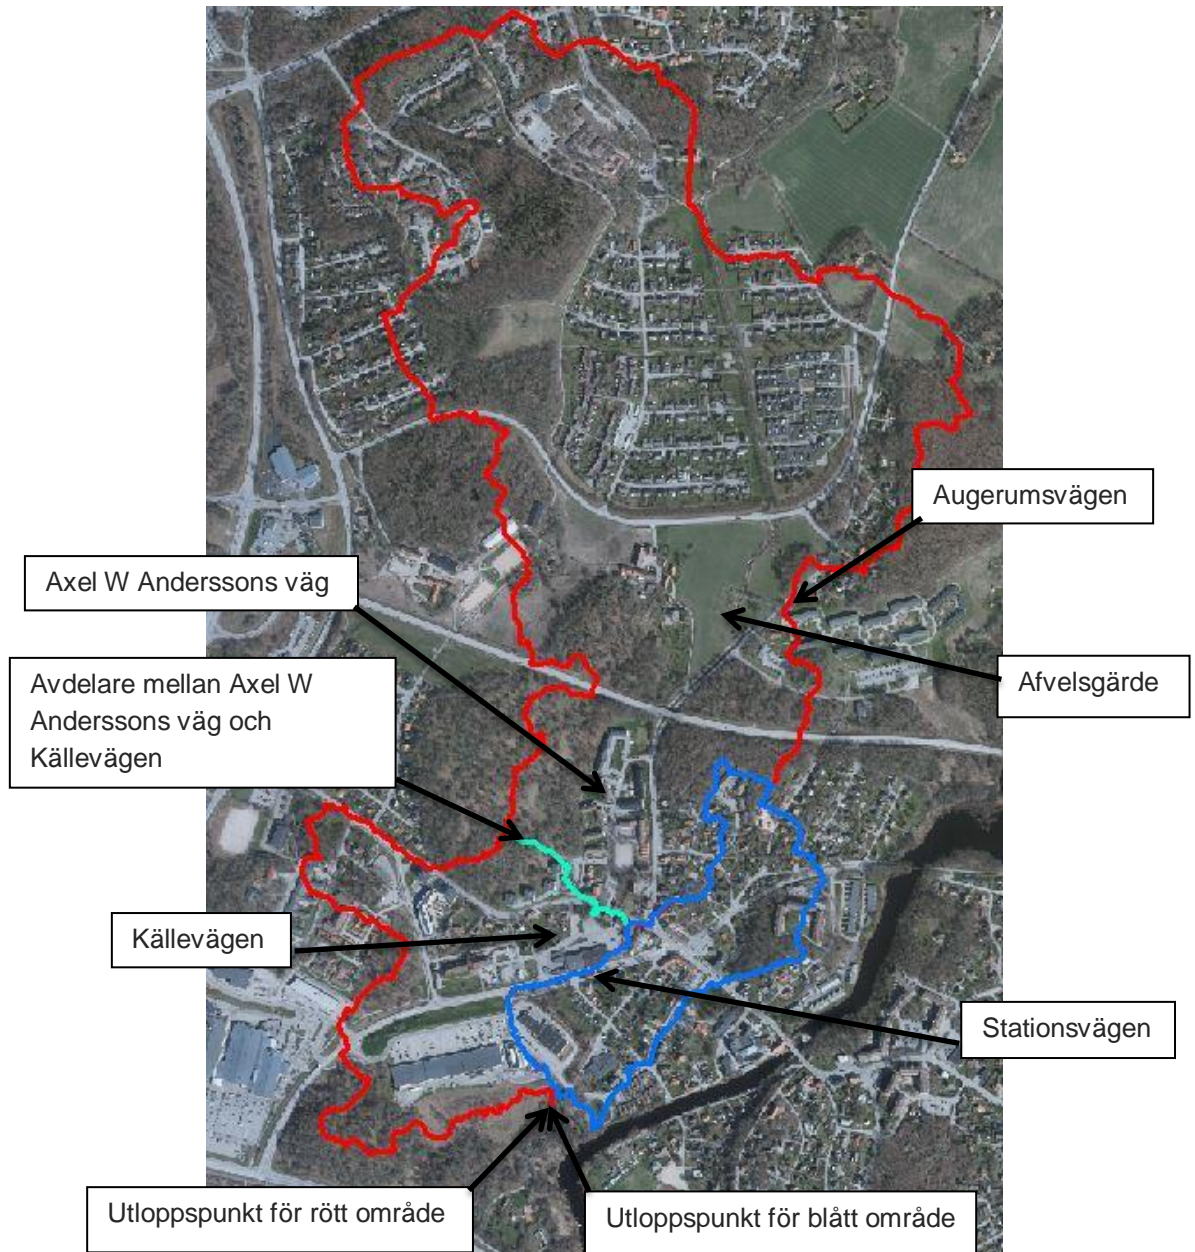 Augerumsvägen
Axel W Anderssons väg
Afvelsgärde
Avdelare mellan Axel W
Anderssons väg och
Källevägen
Källevägen
Stationsvägen
Utloppspunkt för rött område
Utloppspunkt för blått område